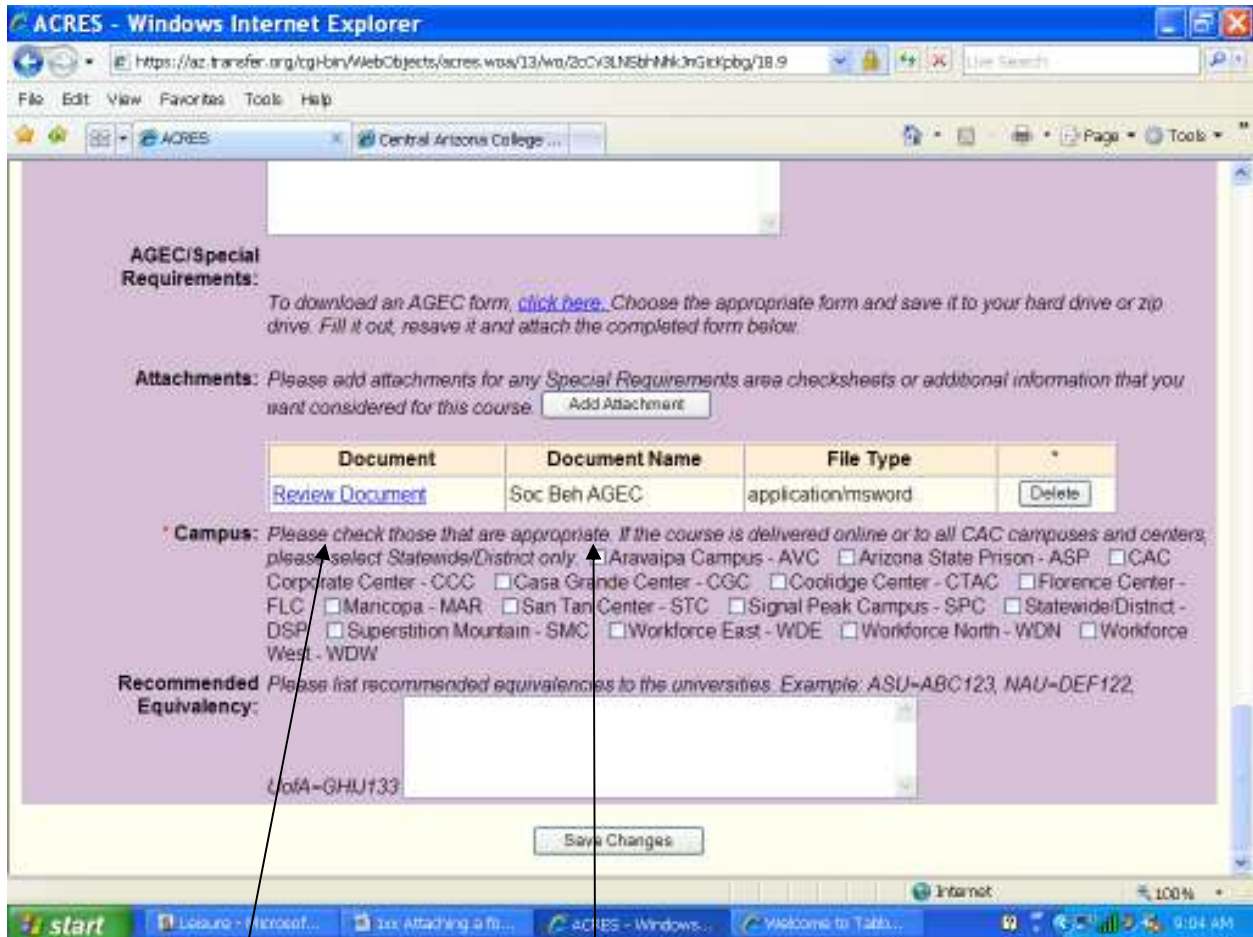 ACRES - Windows Internet Explorer
File Edit View Favorites Tools Help
ACRES Central Arizona College ... Page Tools
AGEC/Special
Requirements:
To download an AGEC form, click here. Choose the appropriate form and save it to your hard drive or zip
drive. Fill it out, resave it and attach the completed form below.
Attachments: Please add attachments for any Special Requirements area checksheets or additional information that you
want considered for this course. Add Attachment
Document Document Name File Type *
Review Document Soc Beh AGEC application/msword Delete
* Campus: Please check those that are appropriate. If the course is delivered online or to all CAC campuses and centers,
please select Statewide/District only. Aravaipa Campus - AVC Arizona State Prison - ASP CAC
Corporate Center - CCC Casa Grande Center - CGC Coolidge Center - CTAC Florence Center -
FLC Maricopa - MAR San Tan Center - STC Signal Peak Campus - SPC Statewide/District -
DSP Superstition Mountain - SMC Workforce East - WDE Workforce North - WDN Workforce
West - WDW
Recommended Please list recommended equivalencies to the universities. Example: ASU=ABC123, NAU=DEF122,
Equivalency:
UofA=GHU133
Save Changes
Internet 100%
start Leisure - Microsof... Attaching a fo... ACRES - Windows... Welcome to 9:04 AM